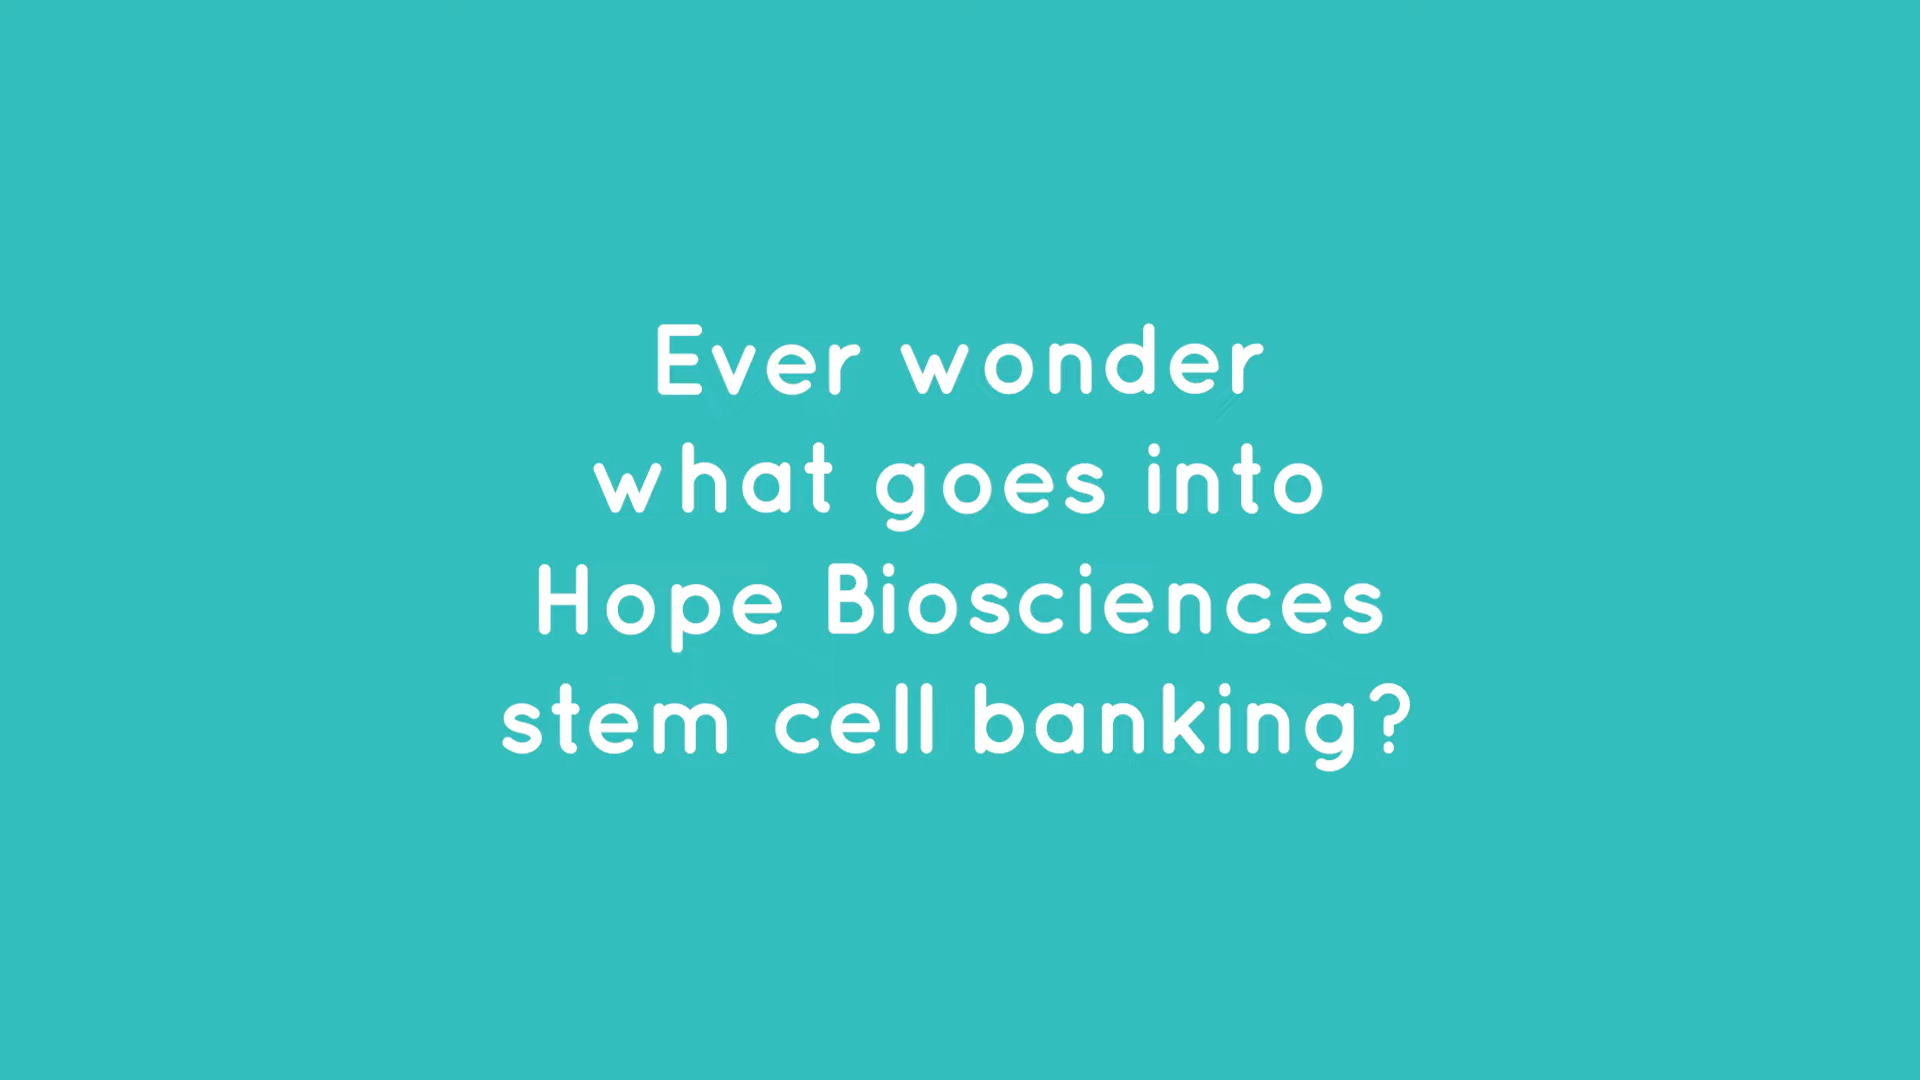 Ever wonder
what goes into
Hope Biosciences
stem cell banking?